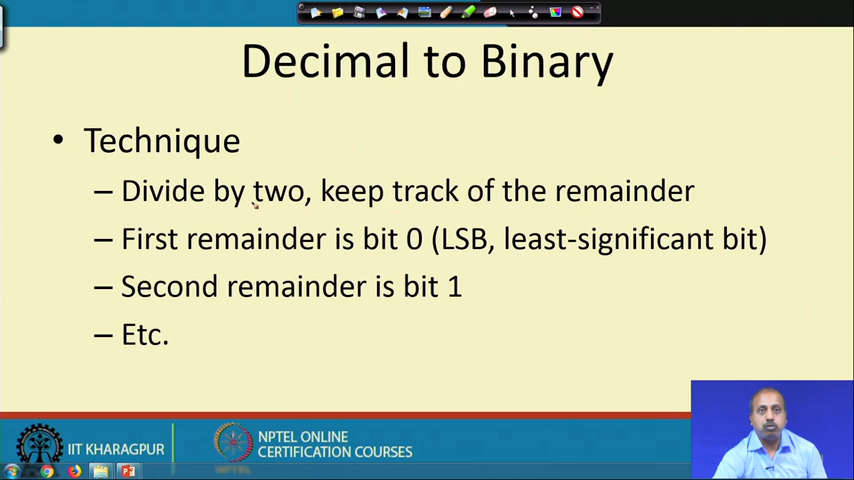 Decimal to Binary
• Technique
– Divide by two, keep track of the remainder
– First remainder is bit 0 (LSB, least-significant bit)
– Second remainder is bit 1
– Etc.
IIT KHARAGPUR
NPTEL ONLINE
CERTIFICATION COURSES
NPTEL